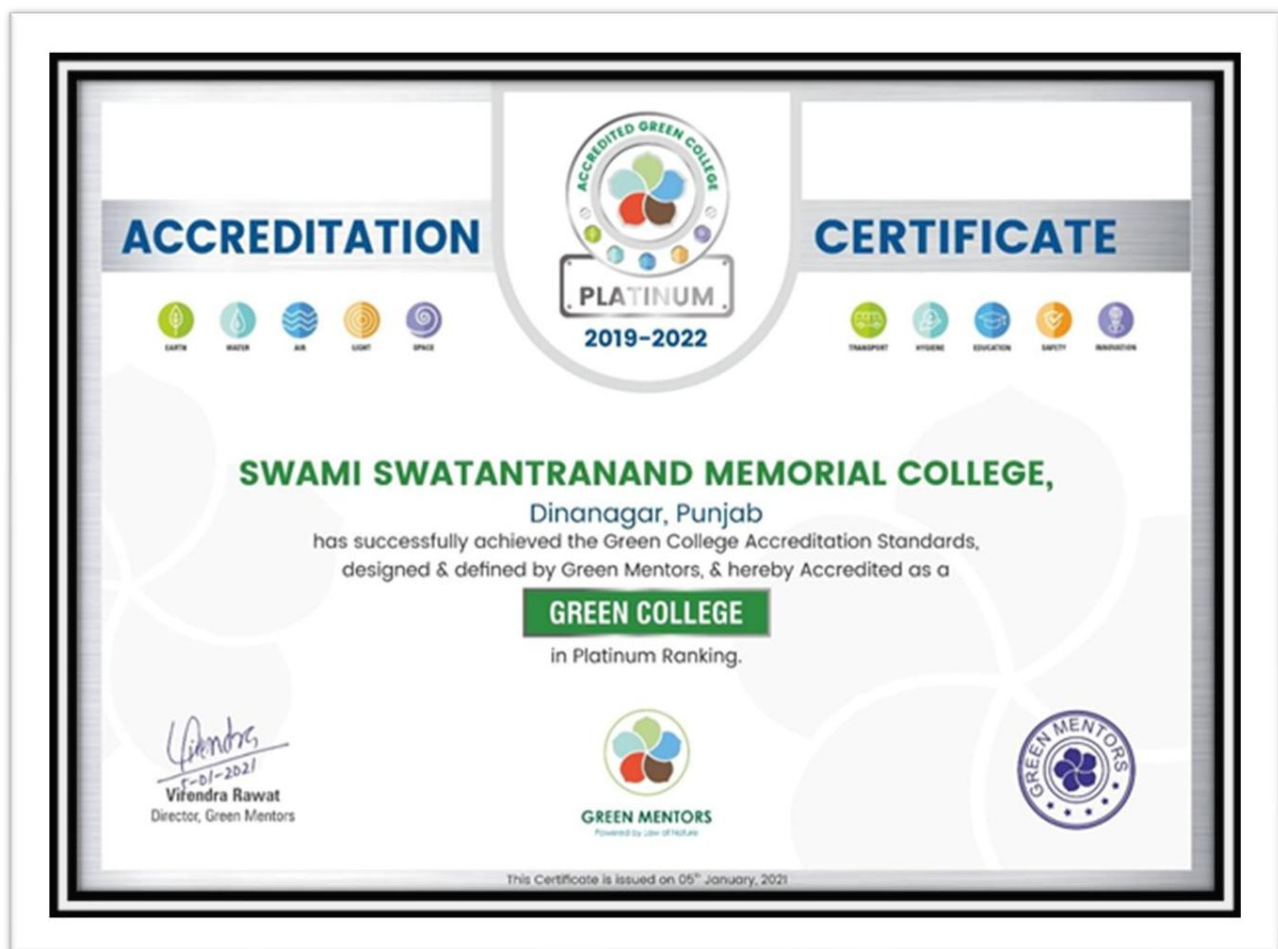 ACCREDITED GREEN COLLEGE
PLATINUM
2019-2022
ACCREDITATION
CERTIFICATE
EARTH WATER AIR LIGHT SPACE
TRANSPORT HYGIENE EDUCATION SAFETY INNOVATION
SWAMI SWATANTRANAND MEMORIAL COLLEGE,
Dinanagar, Punjab
has successfully achieved the Green College Accreditation Standards,
designed & defined by Green Mentors, & hereby Accredited as a
GREEN COLLEGE
in Platinum Ranking.
Virendra
5-01-2021
Virendra Rawat
Director, Green Mentors
GREEN MENTORS
Powered by Law of Nature
GREEN MENTORS
This Certificate is issued on 05th January, 2021